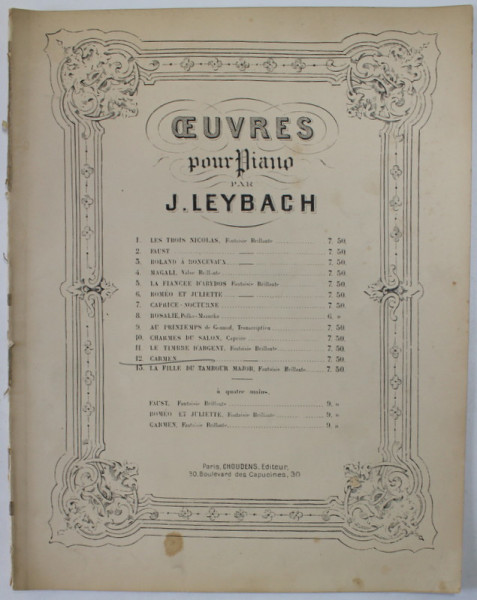 ŒUVRES
pour Piano
PAR
J. LEYBACH
1. LES TROIS NICOLAS, Fantaisie Brillante 7. 50.
2. FAUST 7. 50.
3. ROLAND À RONCEVAUX 7. 50.
4. MAGALI, Valse Brillante 7. 50.
5. LA FIANCÉE D'ABYDOS Fantaisie Brillante 7. 50.
6. ROMÉO ET JULIETTE 7. 50.
7. CAPRICE-NOCTURNE 7. 50.
8. ROSALIE, Polka-Mazurka 6. »
9. AU PRINTEMPS de Gounod, Transcription 7. 50.
10. CHARMES DU SALON, Caprice 7. 50.
11. LE TIMBRE D'ARGENT, Fantaisie Brillante 7. 50.
12. CARMEN 7. 50.
13. LA FILLE DU TAMBOUR MAJOR, Fantaisie Brillante 7. 50.
à quatre mains.
FAUST, Fantaisie Brillante 9. »
ROMÉO ET JULIETTE, Fantaisie Brillante 9. »
CARMEN, Fantaisie Brillante 9. »
Paris, CHOUDENS, Editeur,
30, Boulevard des Capucines, 30